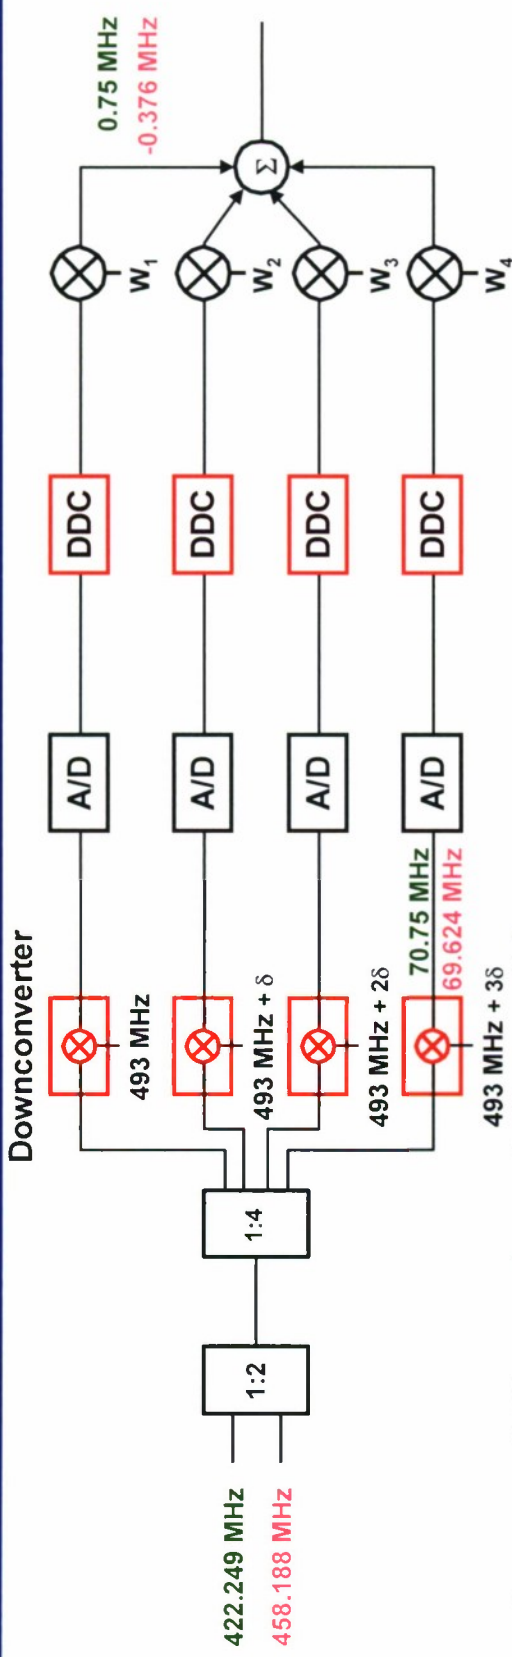 Downconverter
422.249 MHz
458.188 MHz
1:2
1:4
493 MHz
493 MHz + δ
493 MHz + 2δ
493 MHz + 3δ
70.75 MHz
69.624 MHz
A/D
A/D
A/D
A/D
DDC
DDC
DDC
DDC
W1
W2
W3
W4
Σ
0.75 MHz
-0.376 MHz